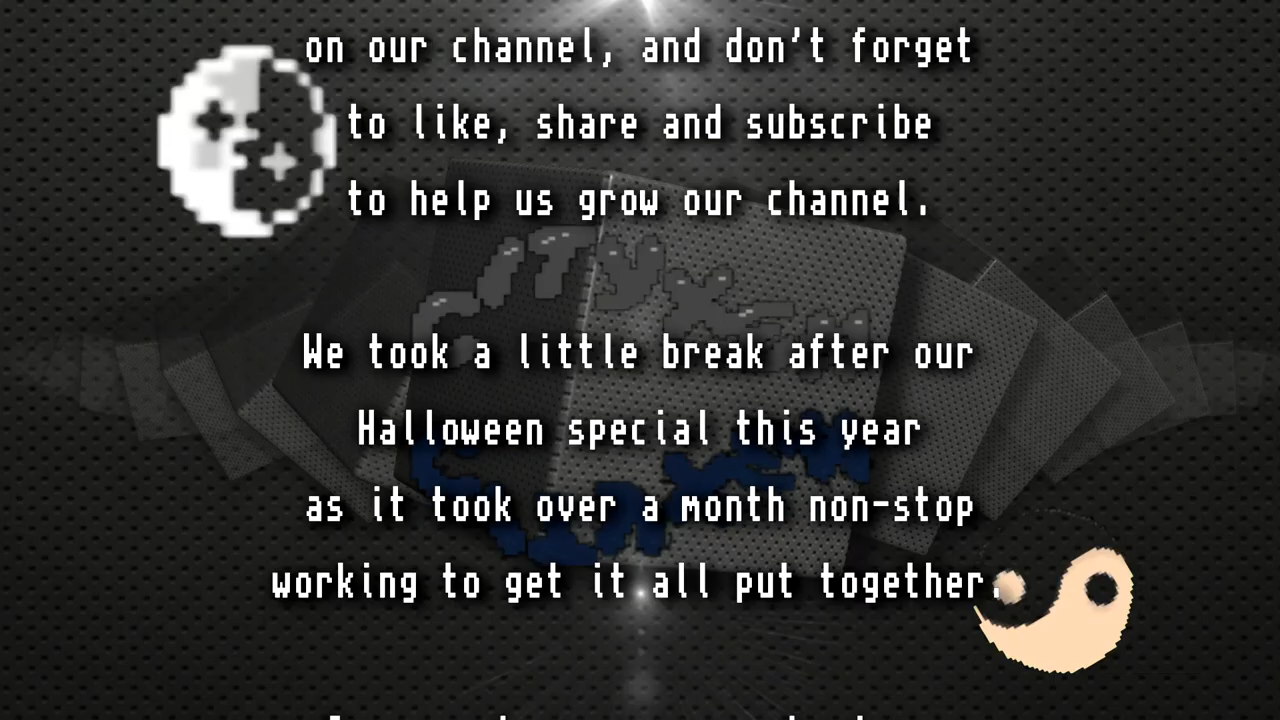 on our channel, and don't forget
to like, share and subscribe
to help us grow our channel.
We took a little break after our
Halloween special this year
as it took over a month non-stop
working to get it all put together.